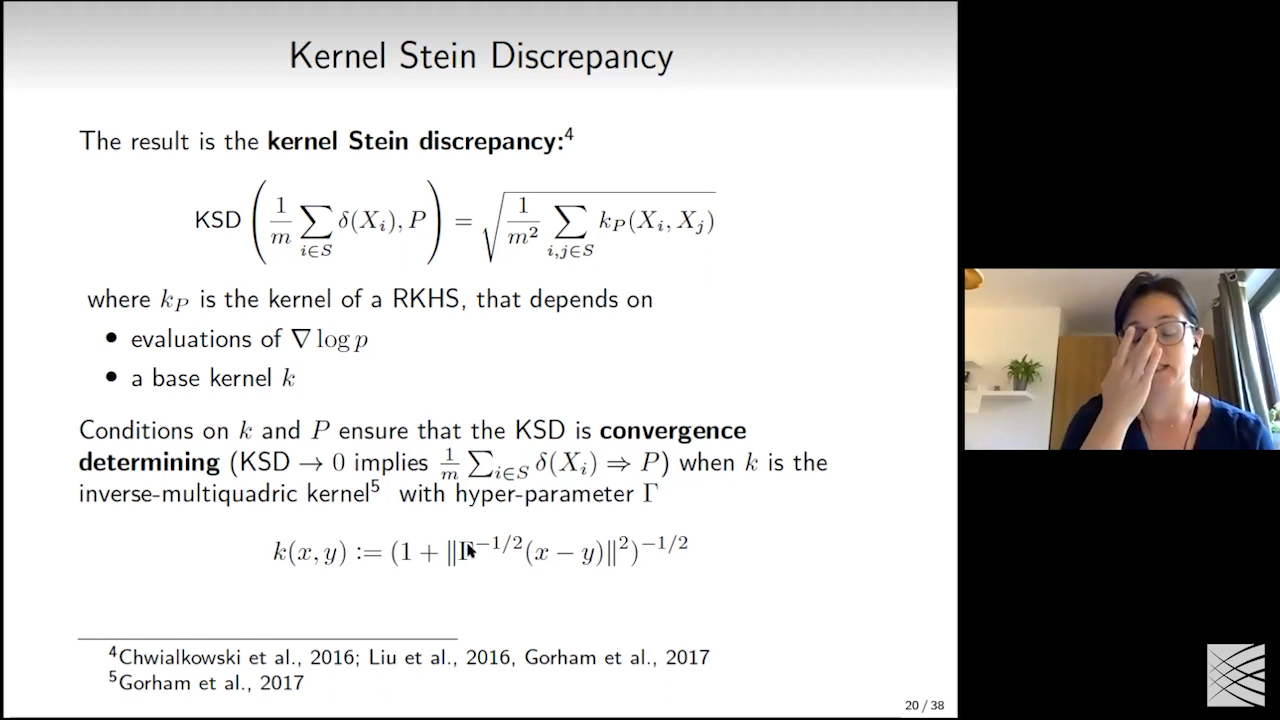 Kernel Stein Discrepancy
The result is the kernel Stein discrepancy:⁴
KSD ( 1/m ∑_{i∈S} δ(X_i), P ) = √( 1/m² ∑_{i,j∈S} k_P(X_i, X_j) )
where k_P is the kernel of a RKHS, that depends on
• evaluations of ∇ log p
• a base kernel k
Conditions on k and P ensure that the KSD is convergence
determining (KSD → 0 implies 1/m ∑_{i∈S} δ(X_i) ⇒ P) when k is the
inverse-multiquadric kernel⁵ with hyper-parameter Γ
k(x, y) := (1 + ‖Γ^{−1/2}(x − y)‖²)^{−1/2}
⁴Chwialkowski et al., 2016; Liu et al., 2016, Gorham et al., 2017
⁵Gorham et al., 2017
20 / 38